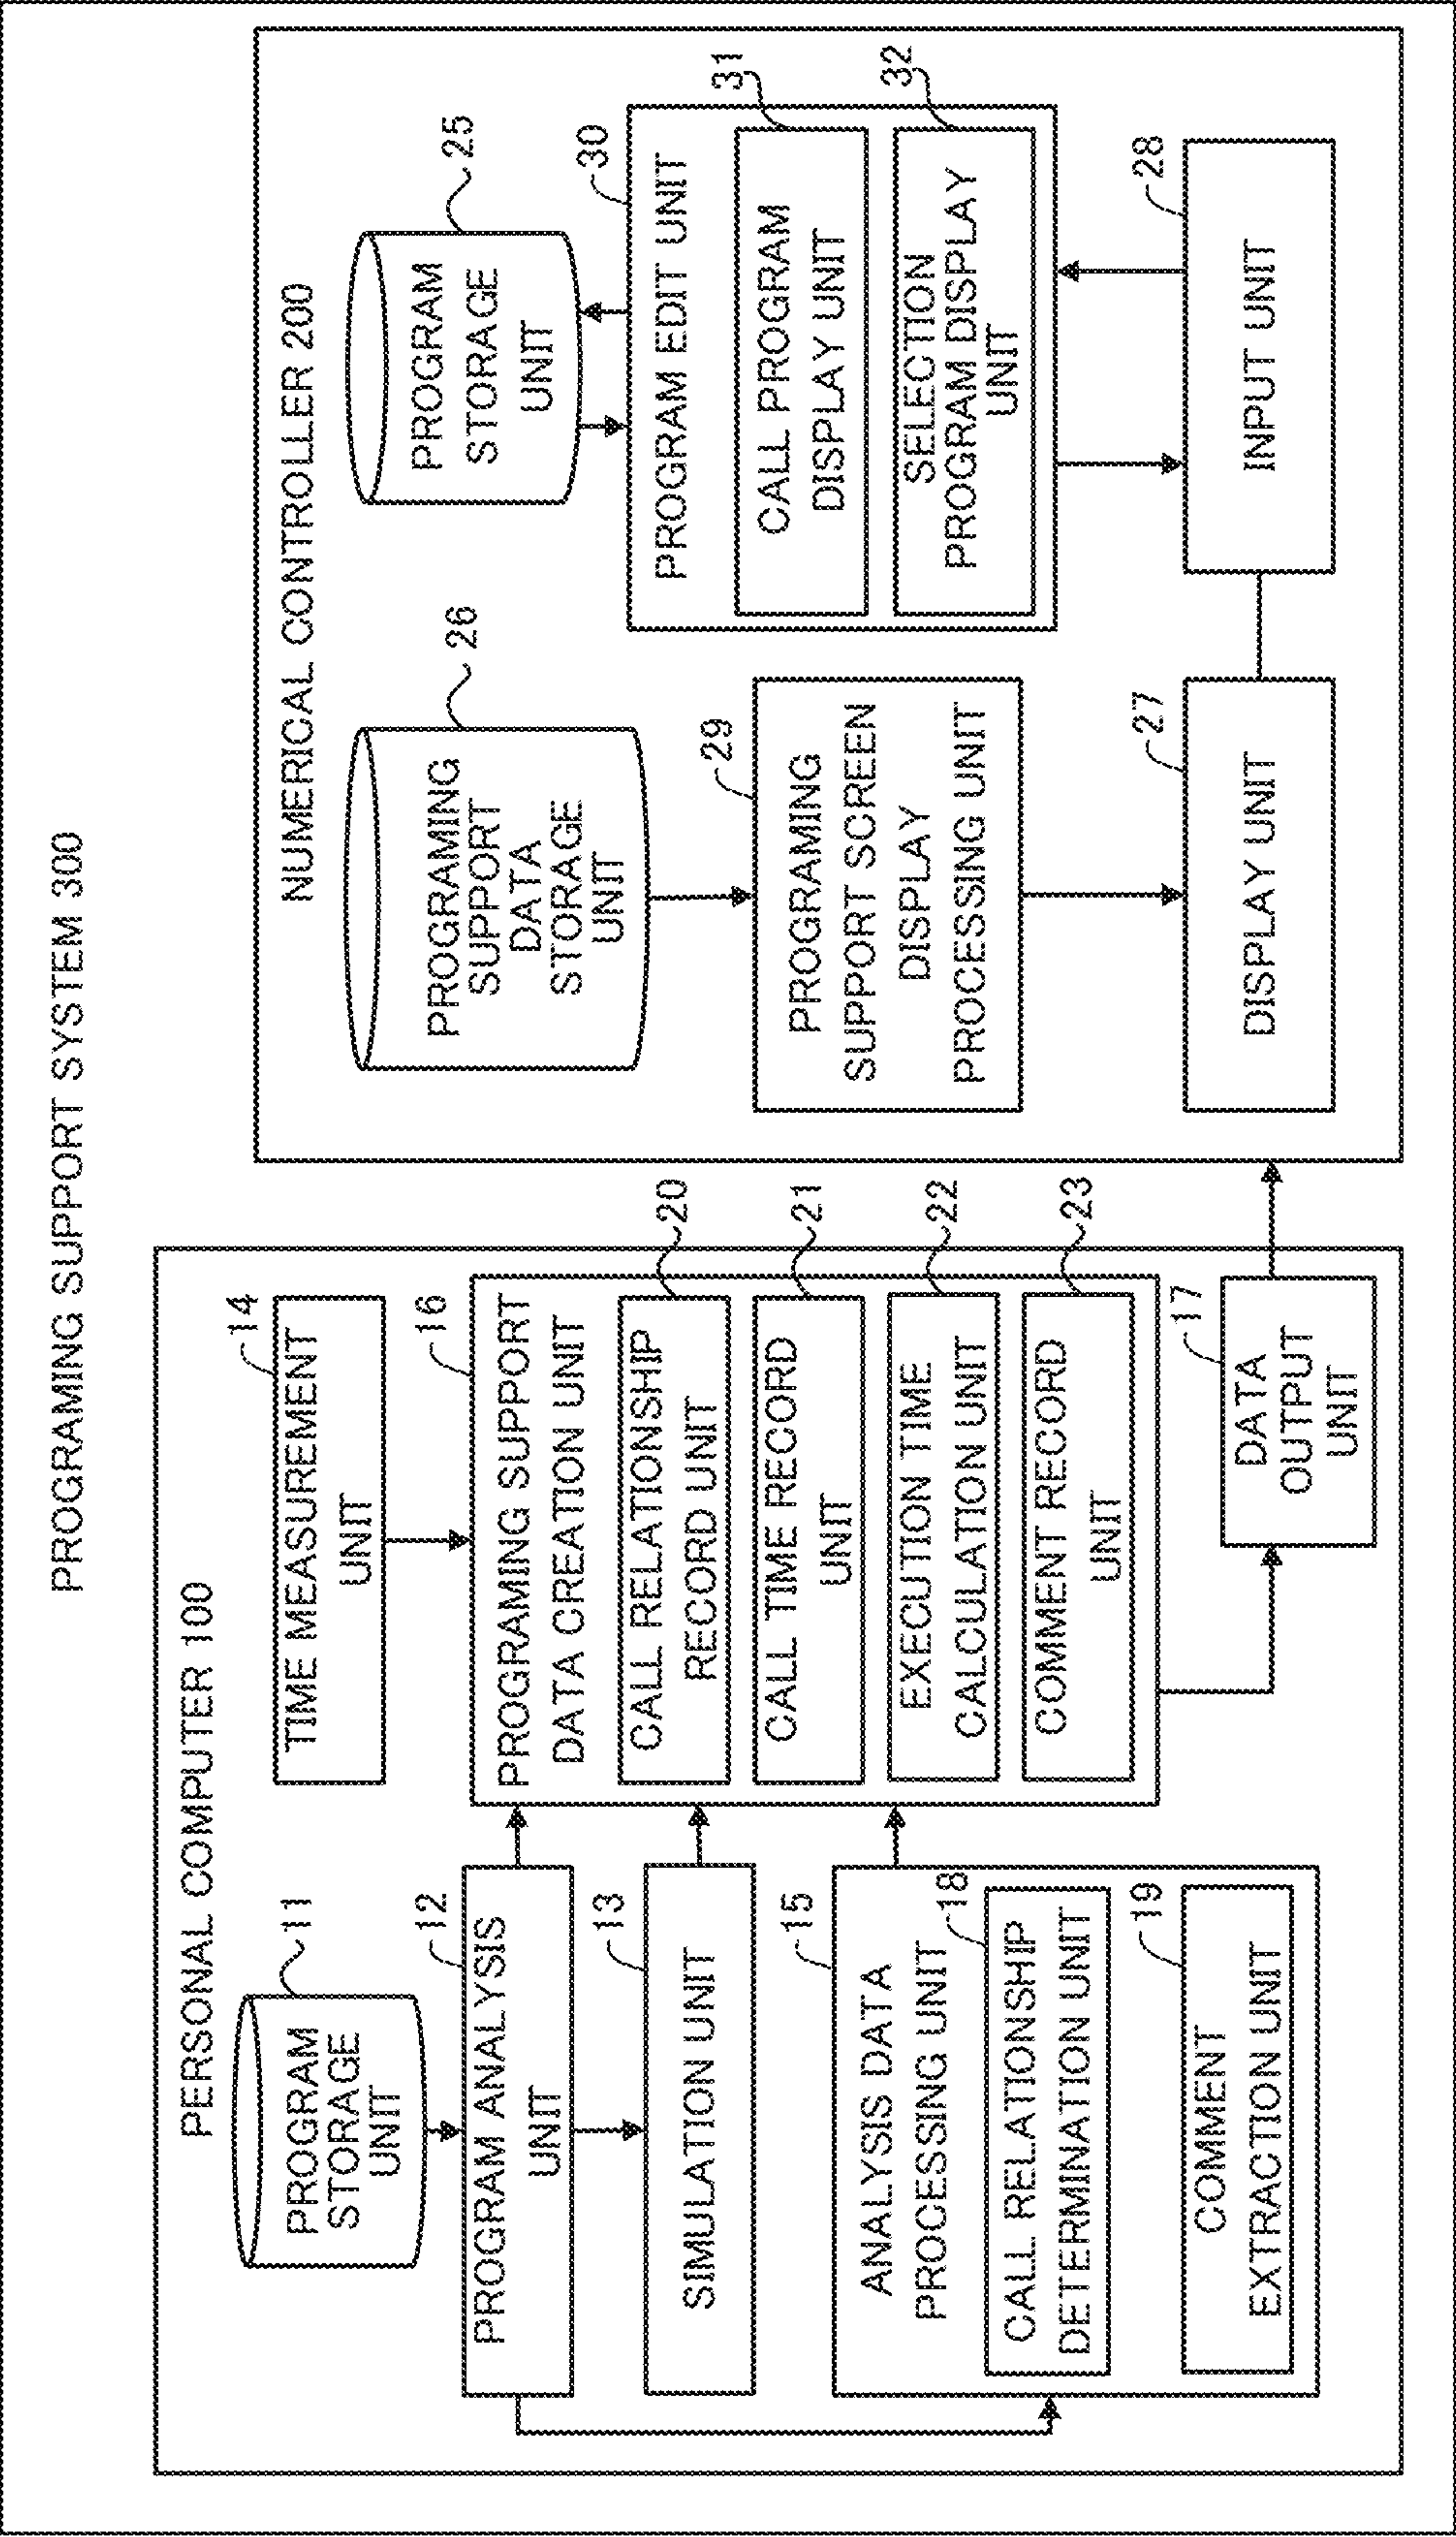 PROGRAMING SUPPORT SYSTEM 300
PERSONAL COMPUTER 100
11
PROGRAM
STORAGE
UNIT
12
PROGRAM ANALYSIS
UNIT
13
SIMULATION UNIT
15
ANALYSIS DATA
PROCESSING UNIT
18
CALL RELATIONSHIP
DETERMINATION UNIT
19
COMMENT
EXTRACTION UNIT
14
TIME MEASUREMENT
UNIT
16
PROGRAMING SUPPORT
DATA CREATION UNIT
20
CALL RELATIONSHIP
RECORD UNIT
21
CALL TIME RECORD
UNIT
22
EXECUTION TIME
CALCULATION UNIT
23
COMMENT RECORD
UNIT
17
DATA
OUTPUT
UNIT
NUMERICAL CONTROLLER 200
26
PROGRAMING
SUPPORT
DATA
STORAGE
UNIT
29
PROGRAMING
SUPPORT SCREEN
DISPLAY
PROCESSING UNIT
27
DISPLAY UNIT
25
PROGRAM
STORAGE
UNIT
30
PROGRAM EDIT UNIT
31
CALL PROGRAM
DISPLAY UNIT
32
SELECTION
PROGRAM DISPLAY
UNIT
28
INPUT UNIT